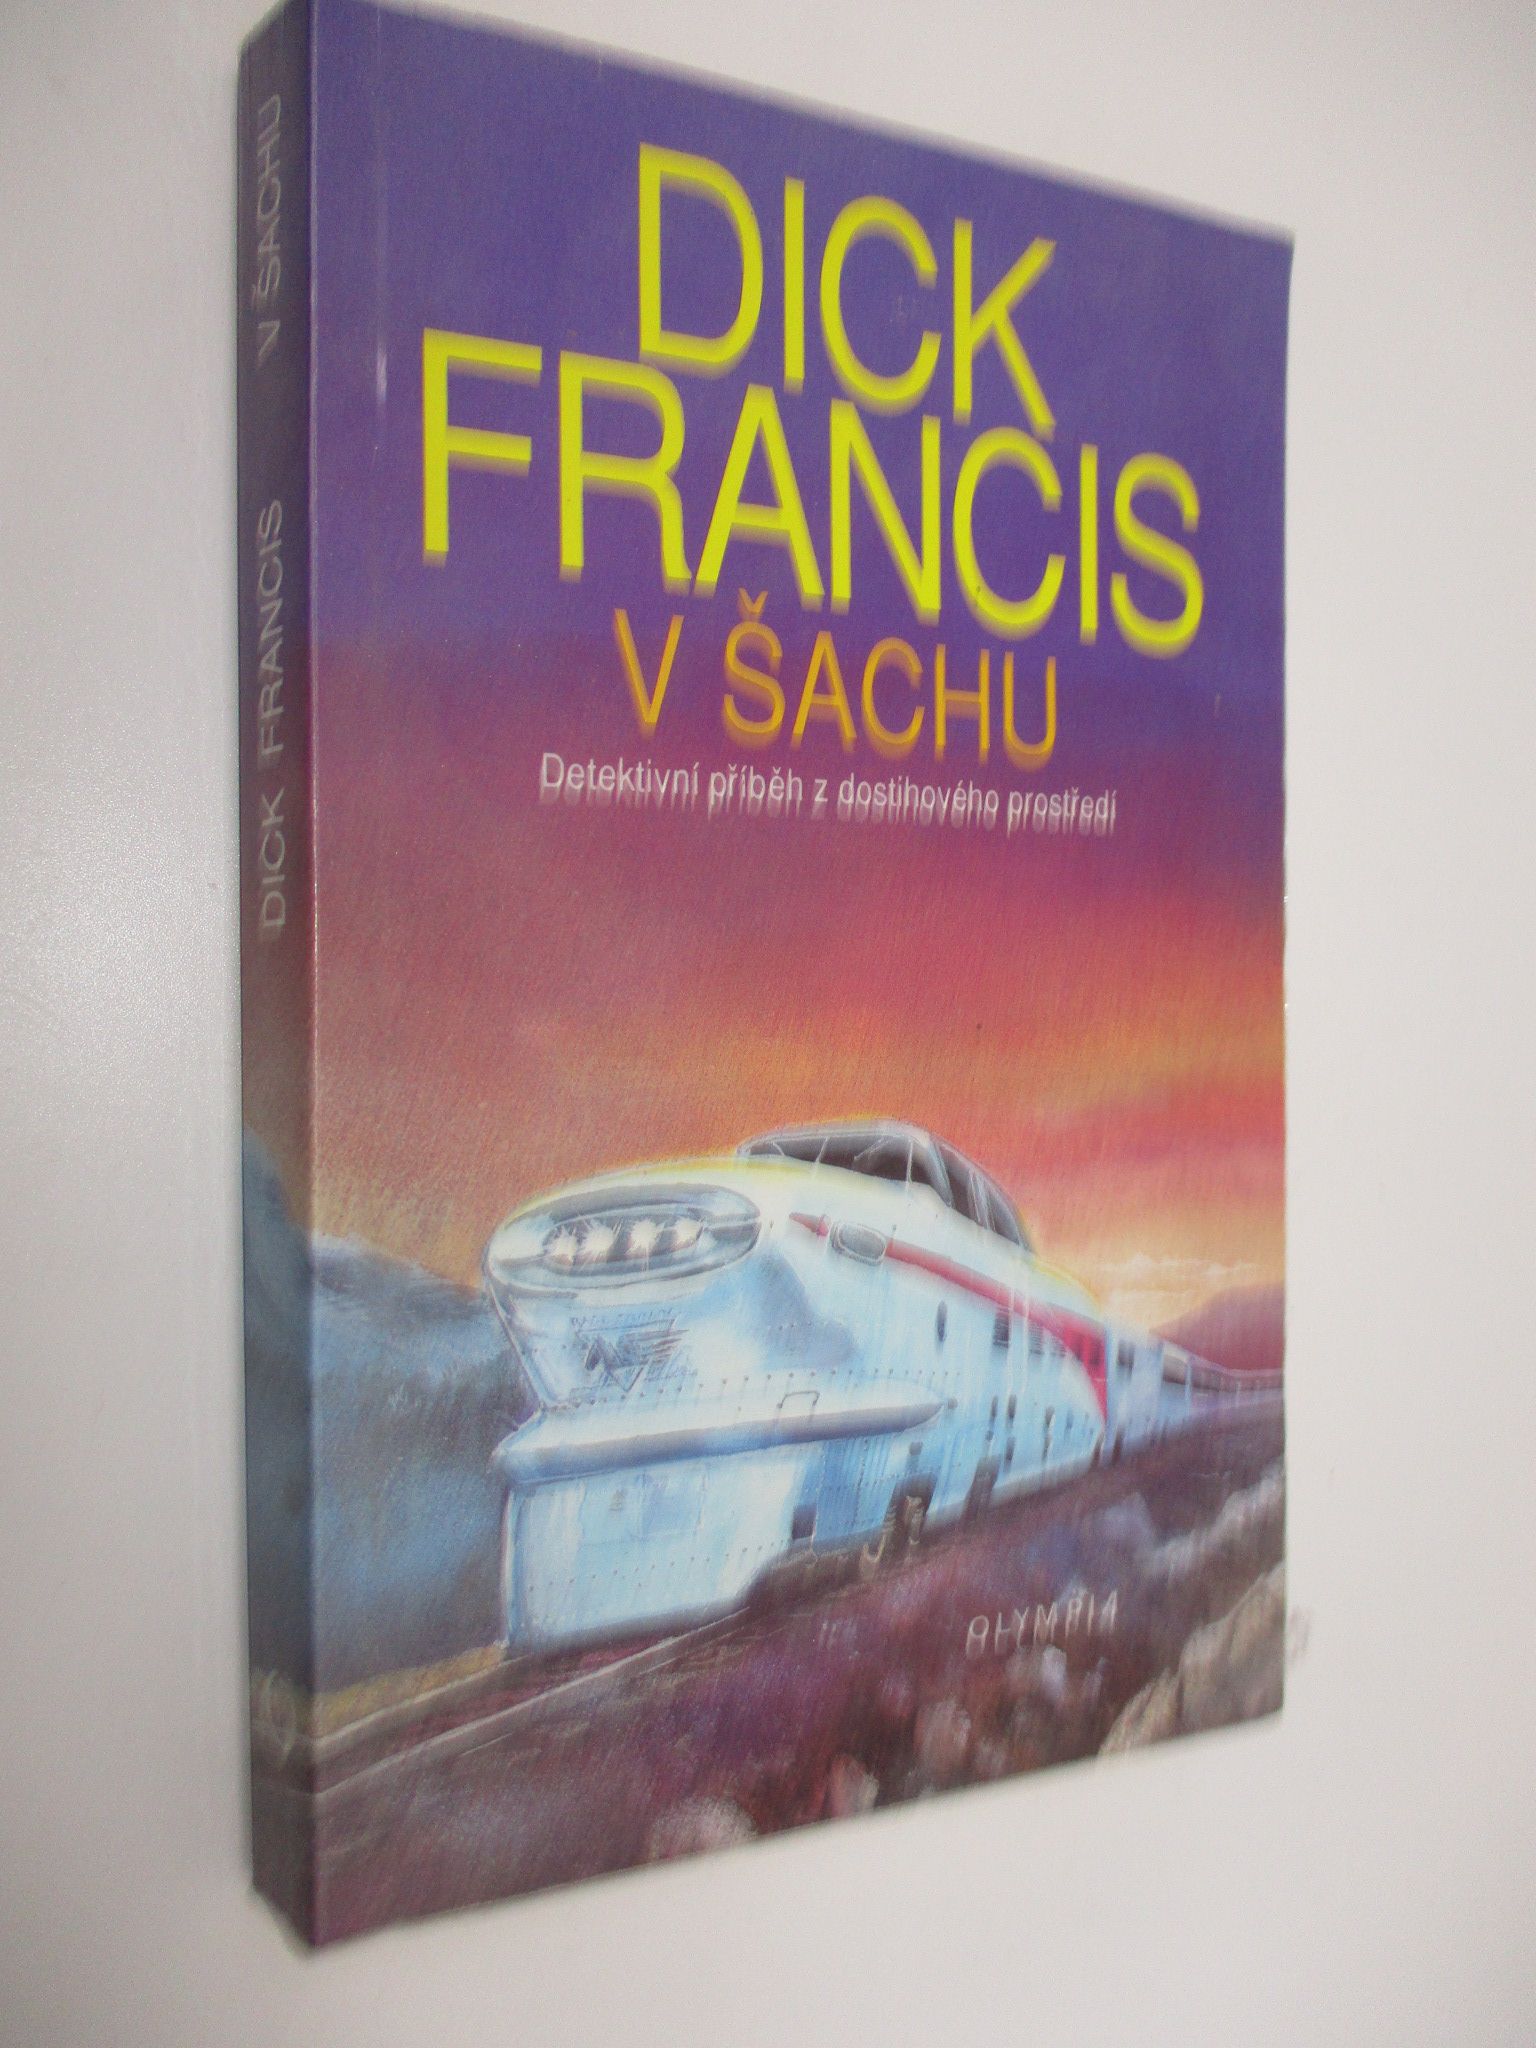 DICK
FRANCIS
V ŠACHU
Detektivní příběh z dostihového prostředí
OLYMPIA
DICK FRANCIS V ŠACHU